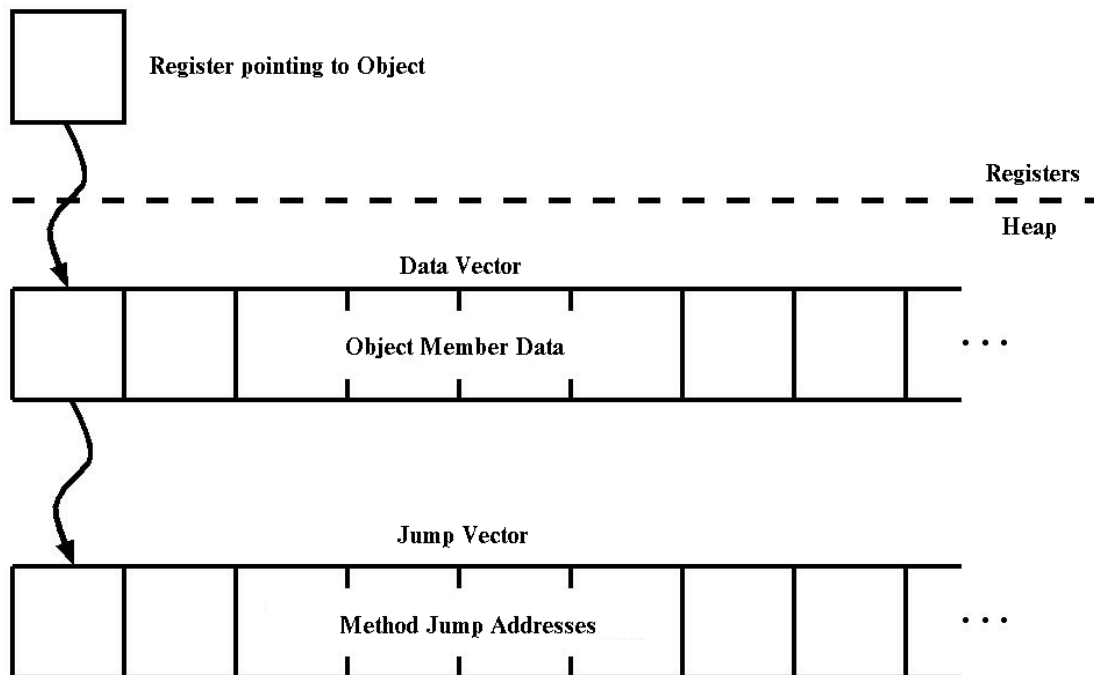 Register pointing to Object
Registers
Heap
Data Vector
Object Member Data
. . .
Jump Vector
Method Jump Addresses
. . .